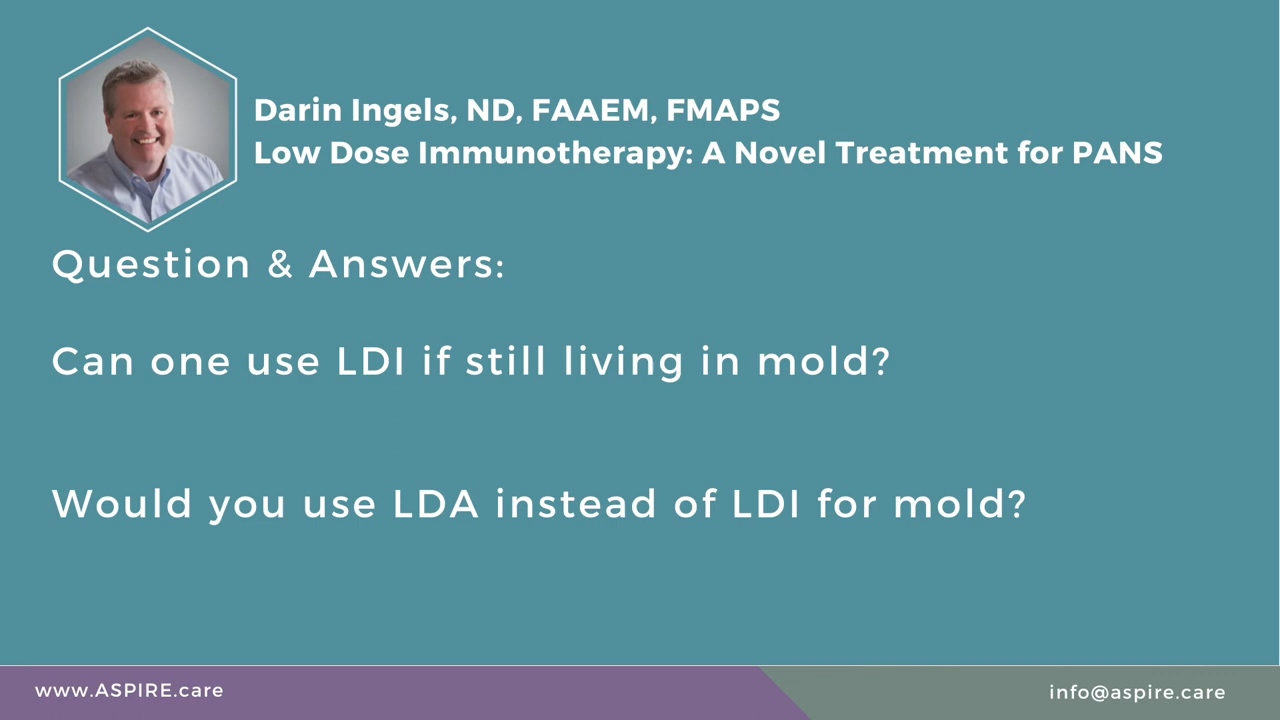 Darin Ingels, ND, FAAEM, FMAPS
Low Dose Immunotherapy: A Novel Treatment for PANS
Question & Answers:
Can one use LDI if still living in mold?
Would you use LDA instead of LDI for mold?
www.ASPIRE.care
info@aspire.care